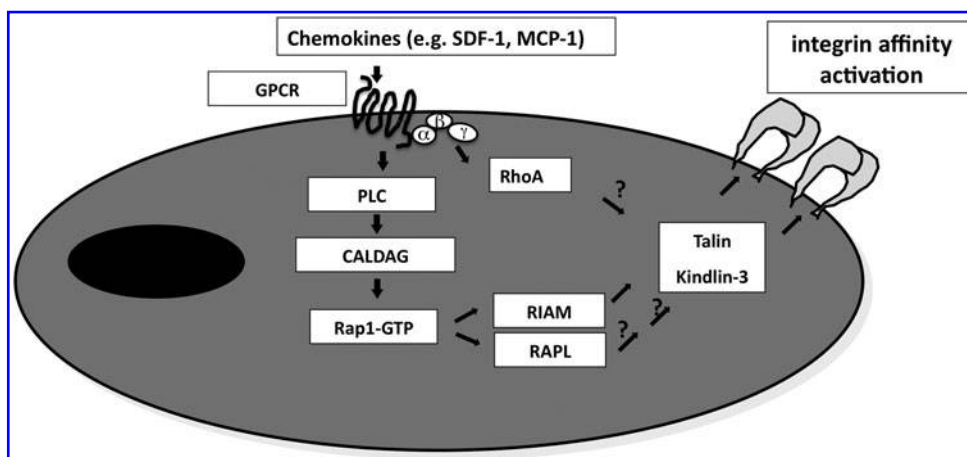 Chemokines (e.g. SDF-1, MCP-1)
integrin affinity
activation
GPCR
α
β
γ
PLC
RhoA
?
CALDAG
Talin
Kindlin-3
Rap1-GTP
RIAM
RAPL
?
?